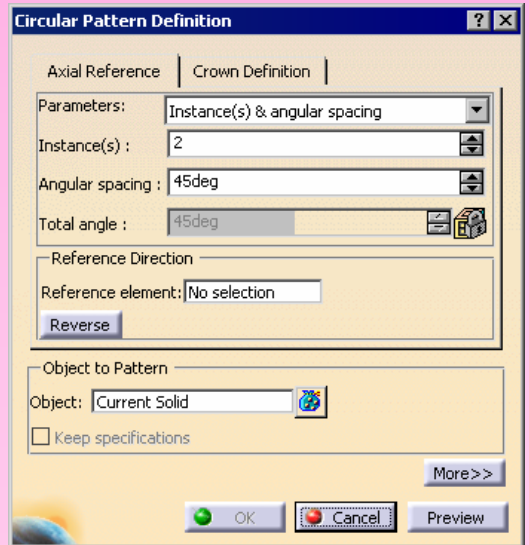 Circular Pattern Definition
Axial Reference Crown Definition
Parameters: Instance(s) & angular spacing
Instance(s) : 2
Angular spacing : 45deg
Total angle : 45deg
Reference Direction
Reference element: No selection
Reverse
Object to Pattern
Object: Current Solid
Keep specifications
More>>
OK Cancel Preview